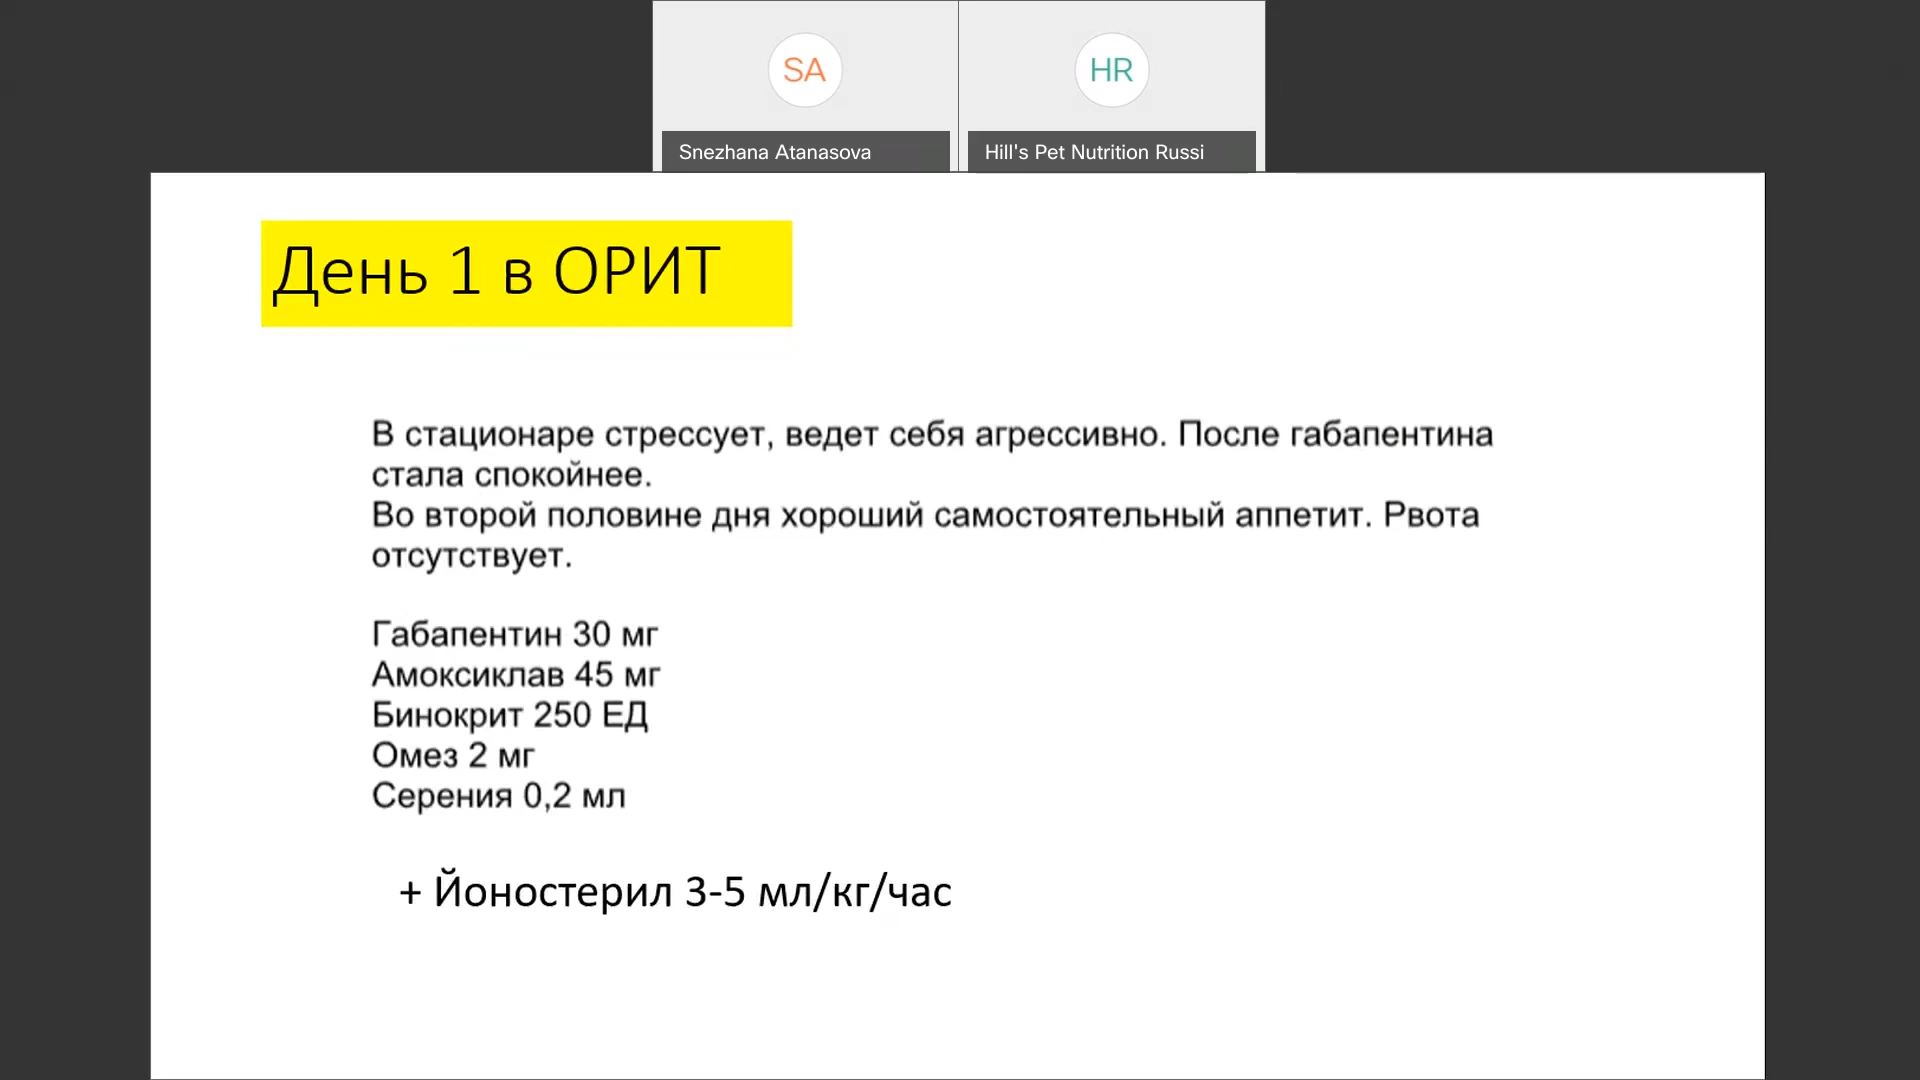 SA
HR
Snezhana Atanasova
Hill's Pet Nutrition Russi
День 1 в ОРИТ
В стационаре стрессует, ведет себя агрессивно. После габапентина
стала спокойнее.
Во второй половине дня хороший самостоятельный аппетит. Рвота
отсутствует.
Габапентин 30 мг
Амоксиклав 45 мг
Бинокрит 250 ЕД
Омез 2 мг
Серения 0,2 мл
+ Йоностерил 3-5 мл/кг/час